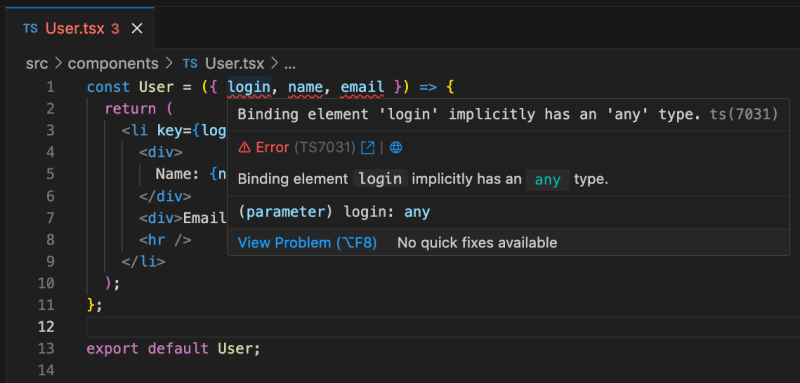 TS User.tsx 3 ×
src > components > TS User.tsx > ...
1 const User = ({ login, name, email }) => {
2 return (
Binding element 'login' implicitly has an 'any' type. ts(7031)
3 <li key={log
Error (TS7031) |
4 <div>
5 Name: {n
Binding element login implicitly has an any type.
6 </div>
7 <div>Email
(parameter) login: any
8 <hr />
View Problem (⌥F8) No quick fixes available
9 </li>
10 );
11 };
12
13 export default User;
14